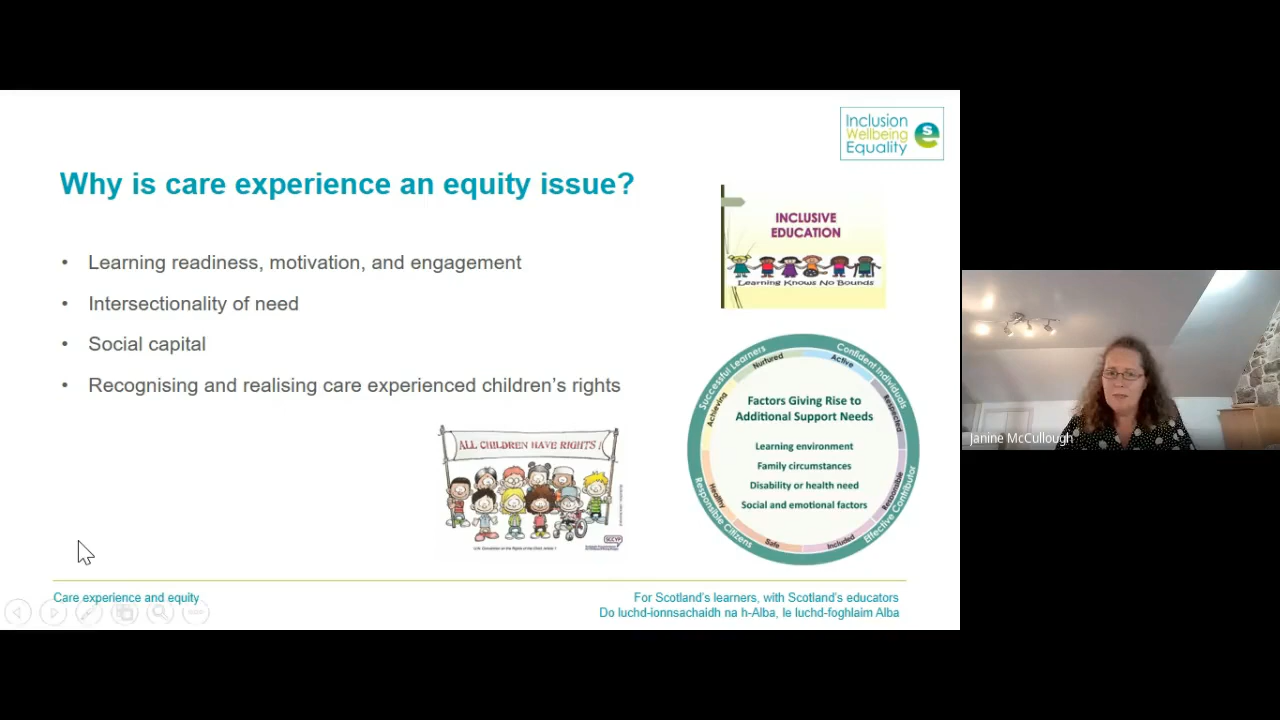 Inclusion
Wellbeing
Equality
Why is care experience an equity issue?
• Learning readiness, motivation, and engagement
• Intersectionality of need
• Social capital
• Recognising and realising care experienced children's rights
INCLUSIVE
EDUCATION
Learning Knows No Bounds
ALL CHILDREN HAVE RIGHTS !
Successful Learners
Confident Individuals
Nurtured
Active
Achieving
Respected
Factors Giving Rise to
Additional Support Needs
Learning environment
Family circumstances
Disability or health need
Social and emotional factors
Healthy
Responsible
Safe
Included
Responsible Citizens
Effective Contributor
Janine McCullough
Care experience and equity
For Scotland's learners, with Scotland's educators
Do luchd-ionnsachaidh na h-Alba, le luchd-foghlaim Alba